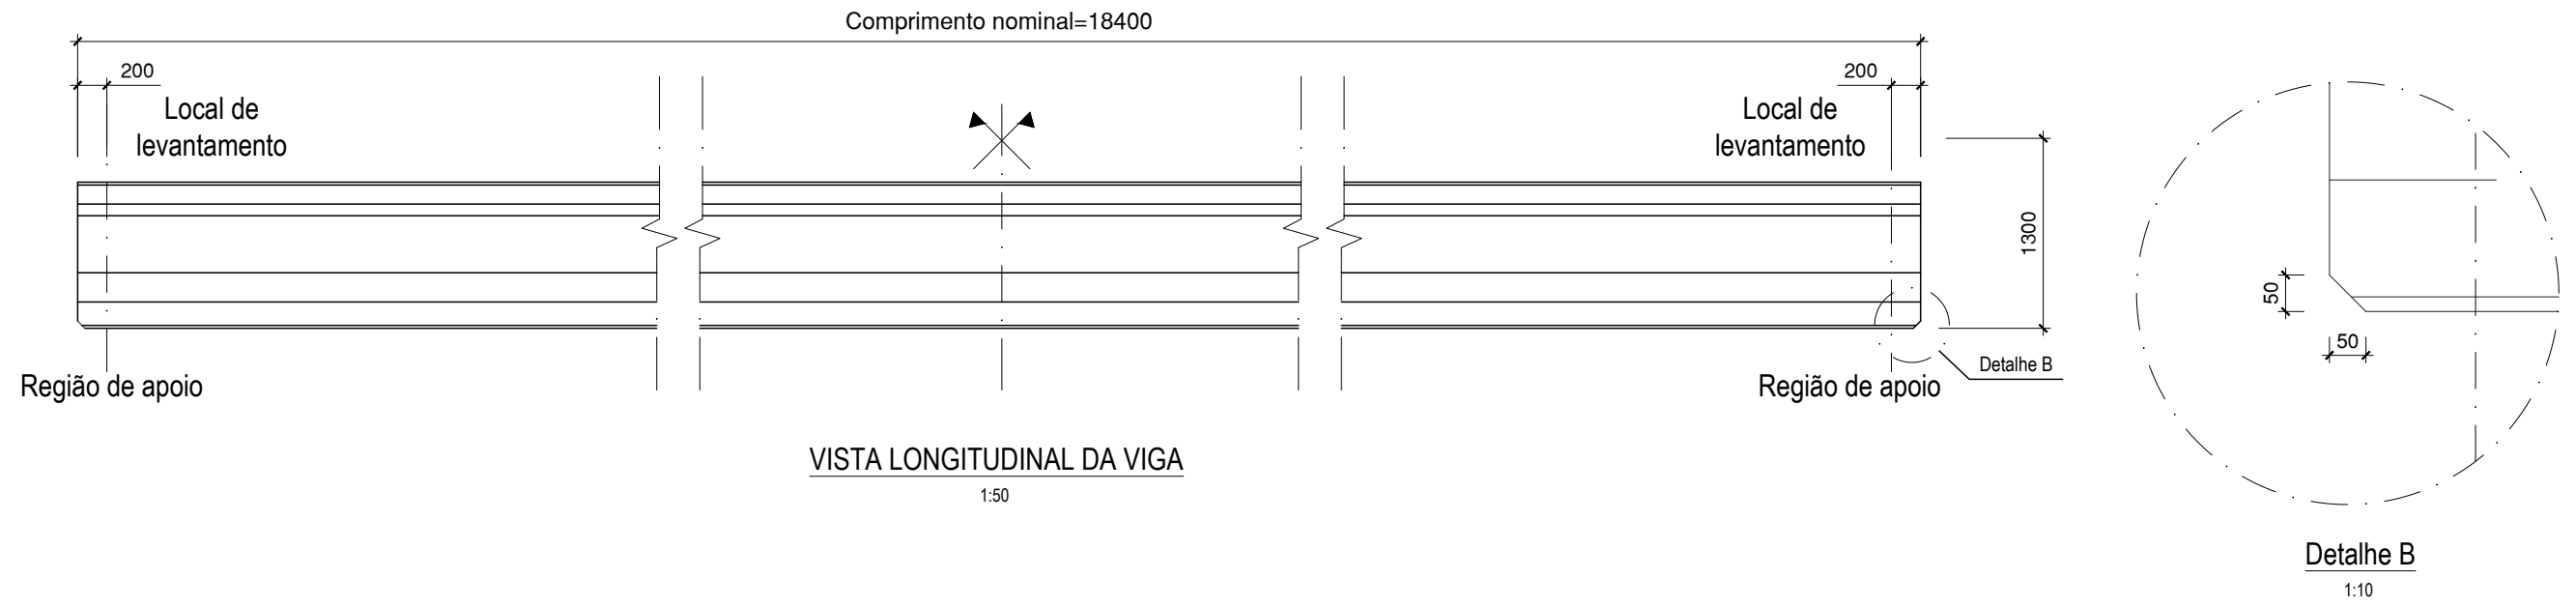 Comprimento nominal=18400
200
200
Local de
levantamento
Local de
levantamento
1300
50
50
Detalhe B
Região de apoio
Região de apoio
VISTA LONGITUDINAL DA VIGA
1:50
Detalhe B
1:10